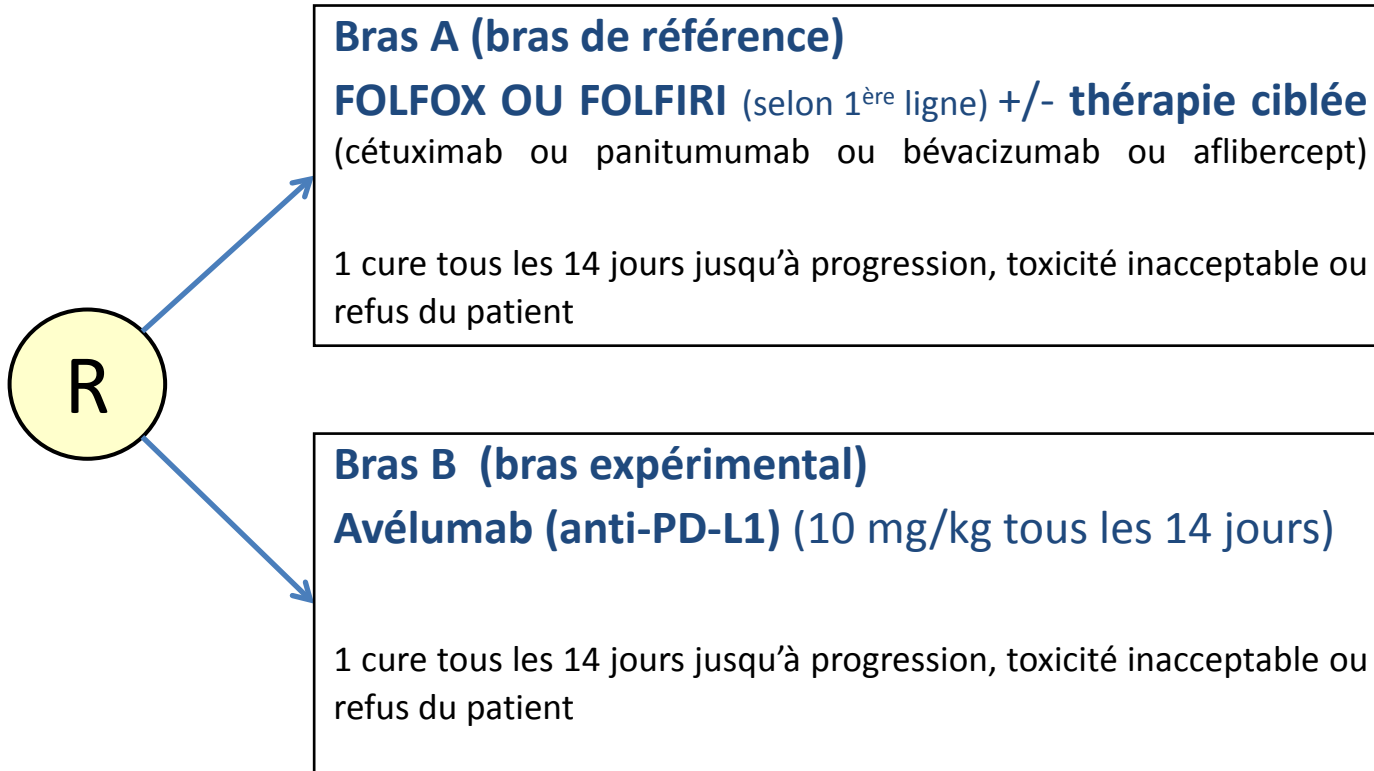 Bras A (bras de référence)
FOLFOX OU FOLFIRI (selon 1ère ligne) +/- thérapie ciblée
(cétuximab ou panitumumab ou bévacizumab ou aflibercept)
1 cure tous les 14 jours jusqu’à progression, toxicité inacceptable ou
refus du patient
R
Bras B (bras expérimental)
Avélumab (anti-PD-L1) (10 mg/kg tous les 14 jours)
1 cure tous les 14 jours jusqu’à progression, toxicité inacceptable ou
refus du patient